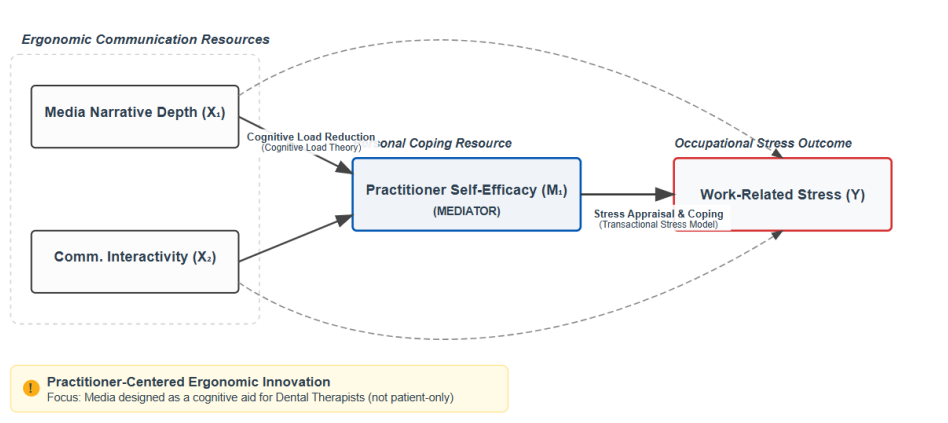 Ergonomic Communication Resources
Media Narrative Depth (X₁)
Cognitive Load Reduction
(Cognitive Load Theory)
Coping Resource
Practitioner Self-Efficacy (M₁)
(MEDIATOR)
Occupational Stress Outcome
Work-Related Stress (Y)
Stress Appraisal & Coping
(Transactional Stress Model)
Comm. Interactivity (X₂)
!
Practitioner-Centered Ergonomic Innovation
Focus: Media designed as a cognitive aid for Dental Therapists (not patient-only)